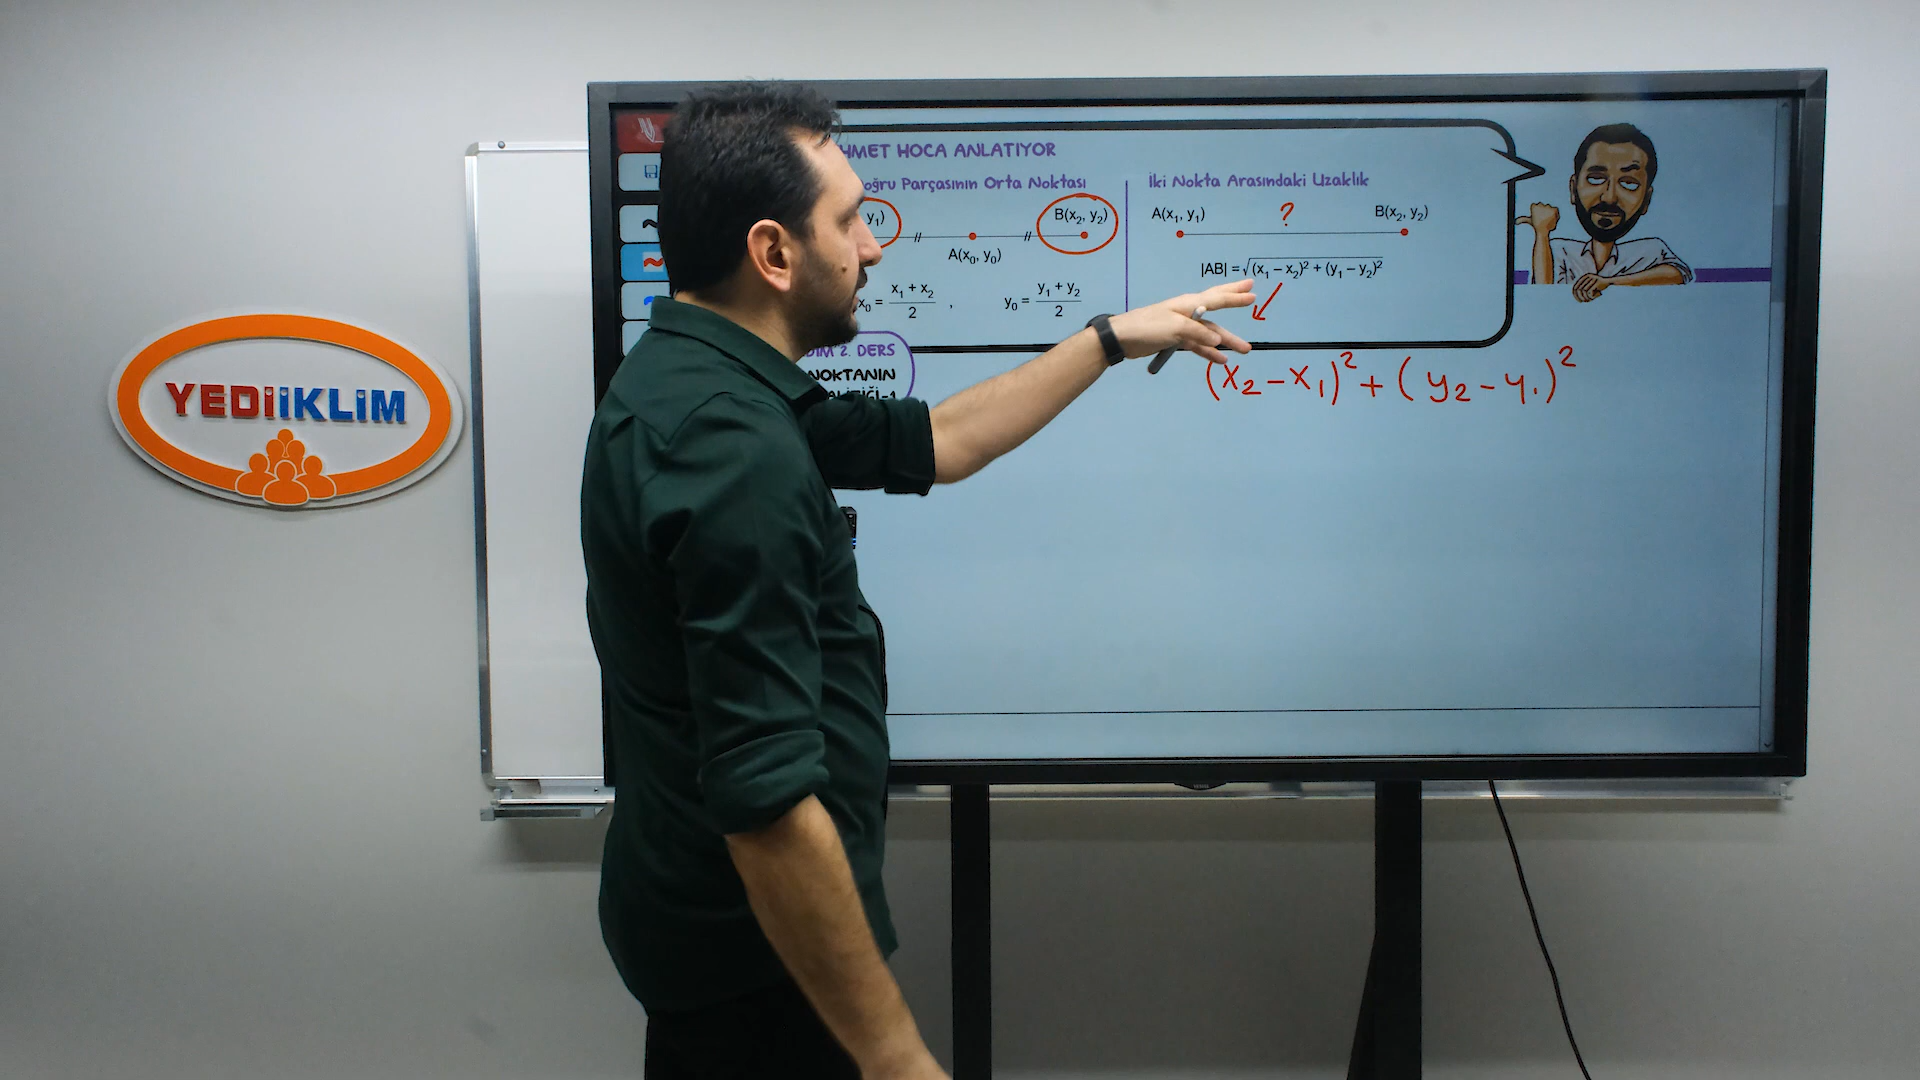 YEDiiKLiM
HMET HOCA ANLATIYOR
oğru Parçasının Orta Noktası
y₁)
B(x₂, y₂)
A(x₀, y₀)
x₀ = (x₁ + x₂)/2 , y₀ = (y₁ + y₂)/2
İki Nokta Arasındaki Uzaklık
A(x₁, y₁) ? B(x₂, y₂)
|AB| = √(x₁ – x₂)² + (y₁ – y₂)²
2. DERS
NOKTANIN
(x₂ – x₁)² + (y₂ – y₁)²